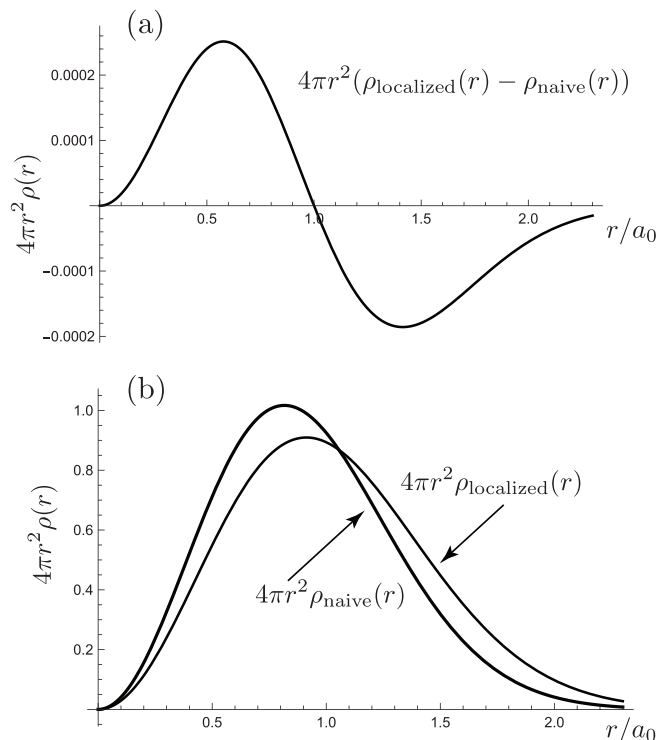 (a)
4πr²(ρlocalized(r) − ρnaive(r))
4πr²ρ(r)
0.0002
0.0001
−0.0001
−0.0002
0.5 1.0 1.5 2.0
r/a₀
(b)
4πr²ρ(r)
1.0
0.8
0.6
0.4
0.2
4πr²ρlocalized(r)
4πr²ρnaive(r)
0.5 1.0 1.5 2.0
r/a₀